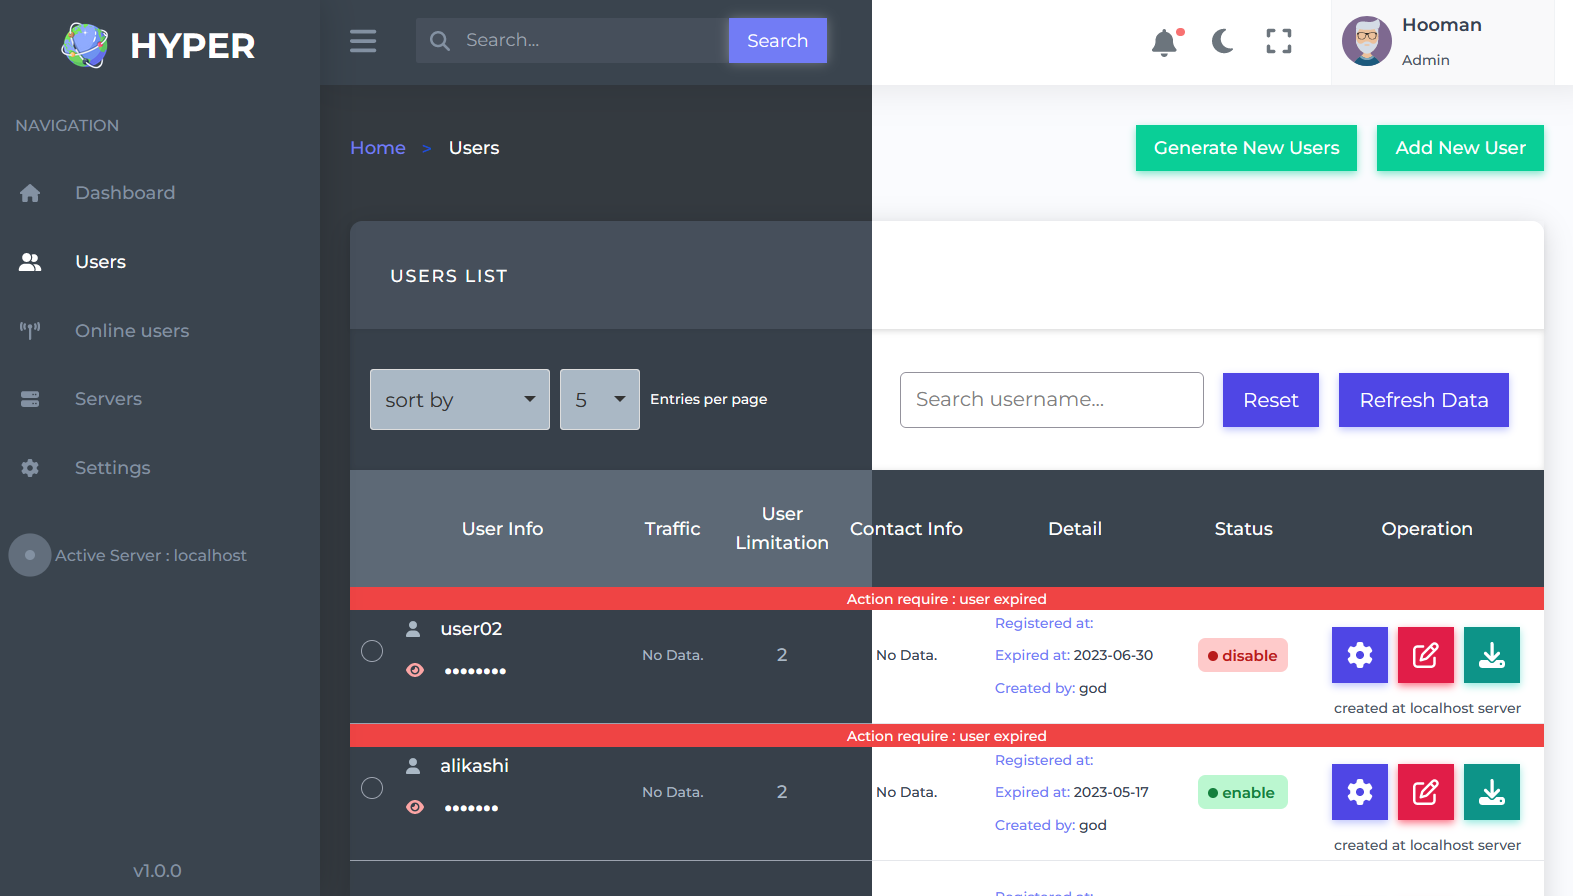 HYPER
Search...
Search
Hooman
Admin
NAVIGATION
Dashboard
Users
Online users
Servers
Settings
Active Server : localhost
v1.0.0
Home > Users
Generate New Users
Add New User
USERS LIST
sort by
5
Entries per page
Search username...
Reset
Refresh Data
User Info
Traffic
User
Limitation
Contact Info
Detail
Status
Operation
Action require : user expired
user02
••••••••
No Data.
2
No Data.
Registered at:
Expired at: 2023-06-30
Created by: god
disable
created at localhost server
Action require : user expired
alikashi
•••••••
No Data.
2
No Data.
Registered at:
Expired at: 2023-05-17
Created by: god
enable
created at localhost server
Registered at: